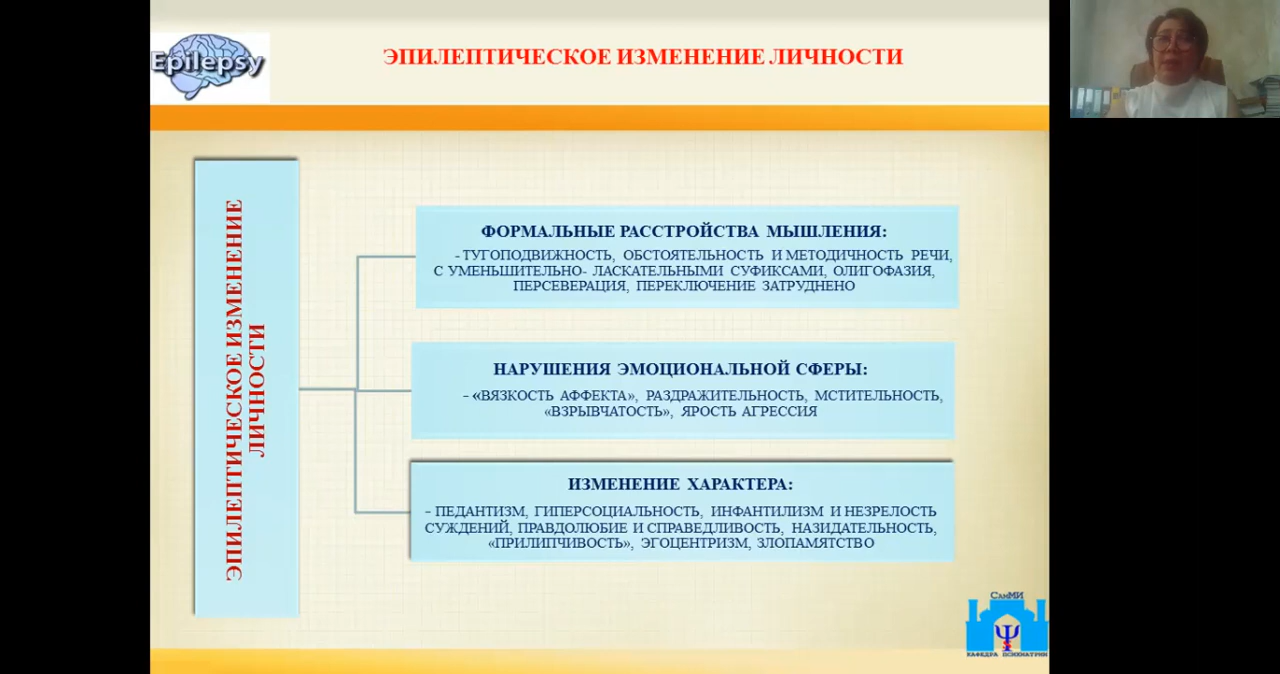 Epilepsy
ЭПИЛЕПТИЧЕСКОЕ ИЗМЕНЕНИЕ ЛИЧНОСТИ
ЭПИЛЕПТИЧЕСКОЕ ИЗМЕНЕНИЕ
ЛИЧНОСТИ
ФОРМАЛЬНЫЕ РАССТРОЙСТВА МЫШЛЕНИЯ:
- ТУГОПОДВИЖНОСТЬ, ОБСТОЯТЕЛЬНОСТЬ И МЕТОДИЧНОСТЬ РЕЧИ,
С УМЕНЬШИТЕЛЬНО- ЛАСКАТЕЛЬНЫМИ СУФИКСАМИ, ОЛИГОФАЗИЯ,
ПЕРСЕВЕРАЦИЯ, ПЕРЕКЛЮЧЕНИЕ ЗАТРУДНЕНО
НАРУШЕНИЯ ЭМОЦИОНАЛЬНОЙ СФЕРЫ:
- «ВЯЗКОСТЬ АФФЕКТА», РАЗДРАЖИТЕЛЬНОСТЬ, МСТИТЕЛЬНОСТЬ,
«ВЗРЫВЧАТОСТЬ», ЯРОСТЬ АГРЕССИЯ
ИЗМЕНЕНИЕ ХАРАКТЕРА:
- ПЕДАНТИЗМ, ГИПЕРСОЦИАЛЬНОСТЬ, ИНФАНТИЛИЗМ И НЕЗРЕЛОСТЬ
СУЖДЕНИЙ, ПРАВДОЛЮБИЕ И СПРАВЕДЛИВОСТЬ, НАЗИДАТЕЛЬНОСТЬ,
«ПРИЛИПЧИВОСТЬ», ЭГОЦЕНТРИЗМ, ЗЛОПАМЯТСТВО
СамМИ
Ψ
КАФЕДРА ПСИХИАТРИИ